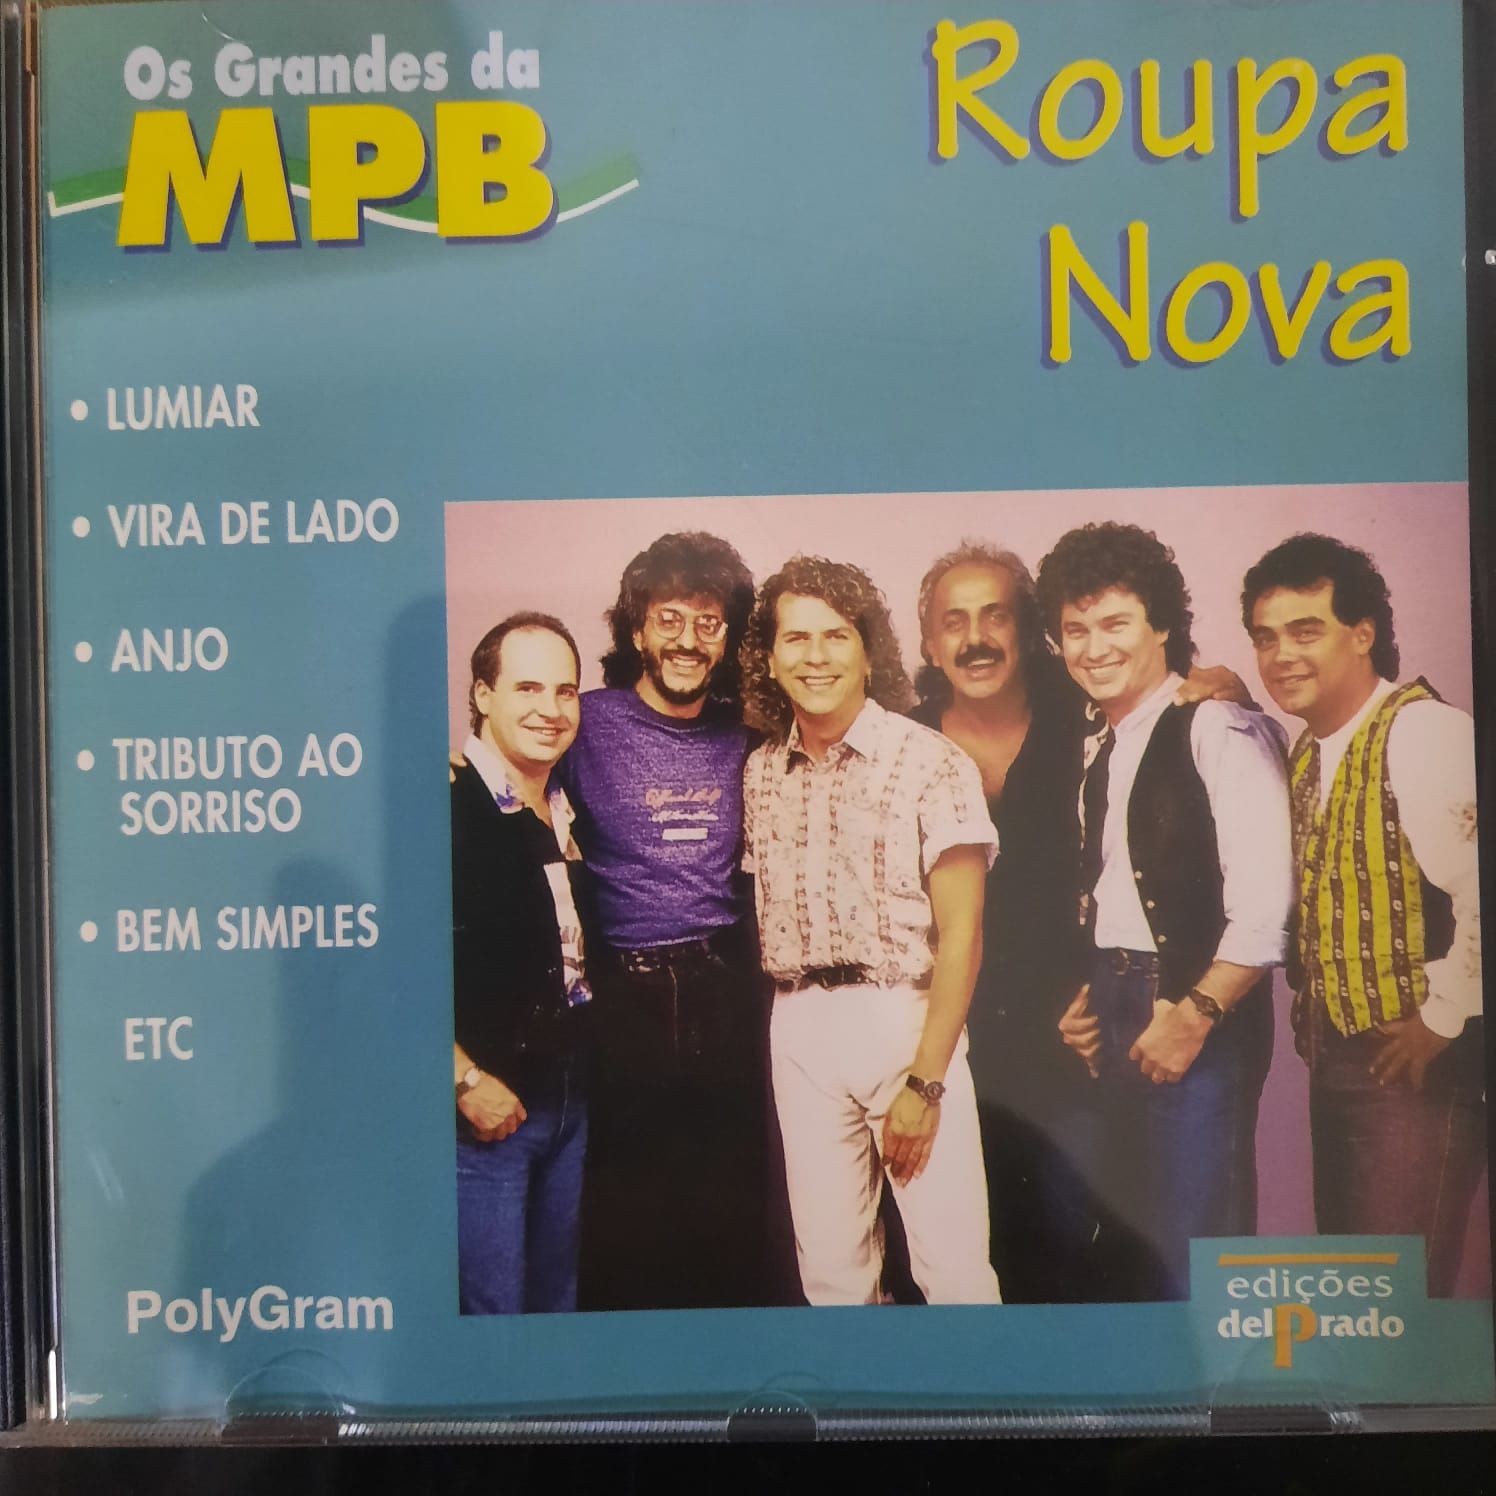 Os Grandes da
MPB
Roupa
Nova
• LUMIAR
• VIRA DE LADO
• ANJO
• TRIBUTO AO
SORRISO
• BEM SIMPLES
ETC
PolyGram
edições
delPrado